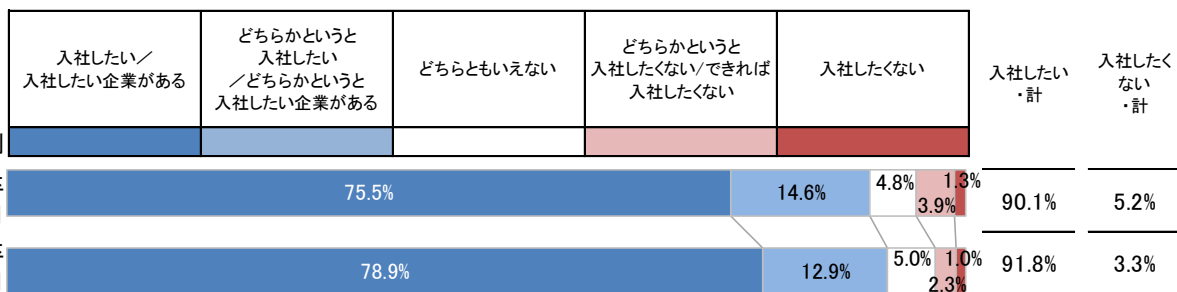 入社したい／
入社したい企業がある
どちらかというと
入社したい
／どちらかというと
入社したい企業がある
どちらともいえない
どちらかというと
入社したくない/できれば
入社したくない
入社したくない
入社したい
・計
入社したく
ない
・計
75.5%
14.6%
4.8%
3.9%
1.3%
90.1%
5.2%
78.9%
12.9%
5.0%
2.3%
1.0%
91.8%
3.3%